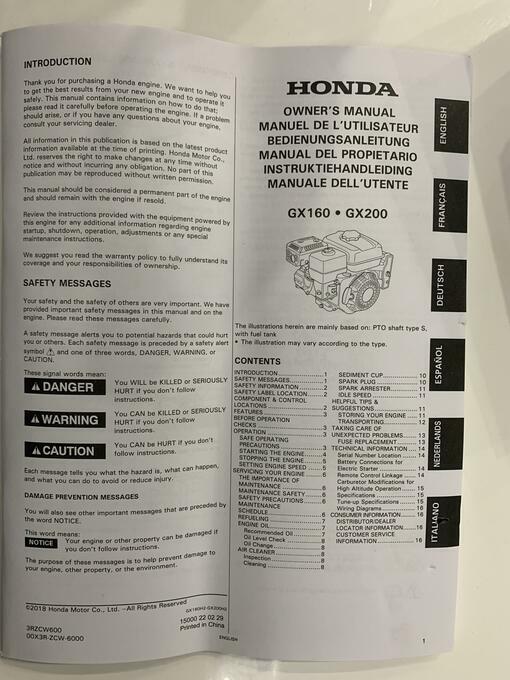 INTRODUCTION
Thank you for purchasing a Honda engine. We want to help you
to get the best results from your new engine and to operate it
safely. This manual contains information on how to do that;
please read it carefully before operating the engine. If a problem
should arise, or if you have any questions about your engine,
consult your servicing dealer.
All information in this publication is based on the latest product
information available at the time of printing. Honda Motor Co.,
Ltd. reserves the right to make changes at any time without
notice and without incurring any obligation. No part of this
publication may be reproduced without written permission.
This manual should be considered a permanent part of the engine
and should remain with the engine if resold.
Review the instructions provided with the equipment powered by
this engine for any additional information regarding engine
startup, shutdown, operation, adjustments or any special
maintenance instructions.
We suggest you read the warranty policy to fully understand its
coverage and your responsibilities of ownership.
SAFETY MESSAGES
Your safety and the safety of others are very important. We have
provided important safety messages in this manual and on the
engine. Please read these messages carefully.
A safety message alerts you to potential hazards that could hurt
you or others. Each safety message is preceded by a safety alert
symbol and one of three words, DANGER, WARNING, or
CAUTION.
These signal words mean:
DANGER
You WILL be KILLED or SERIOUSLY
HURT if you don't follow
instructions.
WARNING
You CAN be KILLED or SERIOUSLY
HURT if you don't follow
instructions.
CAUTION
You CAN be HURT if you don't
follow instructions.
Each message tells you what the hazard is, what can happen,
and what you can do to avoid or reduce injury.
DAMAGE PREVENTION MESSAGES
You will also see other important messages that are preceded by
the word NOTICE.
This word means:
NOTICE Your engine or other property can be damaged if
you don't follow instructions.
The purpose of these messages is to help prevent damage to
your engine, other property, or the environment.
©2018 Honda Motor Co., Ltd. –All Rights Reserved
GX160H2·GX200H2
3RZCW600
00X3R-ZCW-6000
15000 22 02 29
Printed in China
ENGLISH
HONDA
OWNER'S MANUAL
MANUEL DE L'UTILISATEUR
BEDIENUNGSANLEITUNG
MANUAL DEL PROPIETARIO
INSTRUKTIEHANDLEIDING
MANUALE DELL'UTENTE
GX160 • GX200
The illustrations herein are mainly based on: PTO shaft type S,
with fuel tank
• The illustration may vary according to the type.
CONTENTS
INTRODUCTION......................1
SAFETY MESSAGES................1
SAFETY INFORMATION..........2
SAFETY LABEL LOCATION.....2
COMPONENT & CONTROL
LOCATIONS............................2
FEATURES..............................3
BEFORE OPERATION
CHECKS.................................3
OPERATION............................3
SAFE OPERATING
PRECAUTIONS.......................3
STARTING THE ENGINE.........4
STOPPING THE ENGINE.........5
SETTING ENGINE SPEED.......5
SERVICING YOUR ENGINE......6
THE IMPORTANCE OF
MAINTENANCE......................6
MAINTENANCE SAFETY........6
SAFETY PRECAUTIONS.........6
MAINTENANCE
SCHEDULE.............................6
REFUELING.............................7
ENGINE OIL............................7
Recommended Oil.................7
Oil Level Check.....................8
Oil Change............................8
AIR CLEANER.........................8
Inspection.............................8
Cleaning...............................8
SEDIMENT CUP....................10
SPARK PLUG.......................10
SPARK ARRESTER...............11
IDLE SPEED.........................11
HELPFUL TIPS &
SUGGESTIONS.....................11
STORING YOUR ENGINE.....11
TRANSPORTING..................12
TAKING CARE OF
UNEXPECTED PROBLEMS.....13
FUSE REPLACEMENT...........13
TECHNICAL INFORMATION....14
Serial Number Location......14
Battery Connections for
Electric Starter....................14
Remote Control Linkage.....14
Carburetor Modifications for
High Altitude Operation......15
Specifications.....................15
Tune-up Specifications.......15
Wiring Diagrams................16
CONSUMER INFORMATION...16
DISTRIBUTOR/DEALER
LOCATOR INFORMATION.....16
CUSTOMER SERVICE
INFORMATION....................16
1
ENGLISH
FRANÇAIS
DEUTSCH
ESPAÑOL
NEDERLANDS
ITALIANO